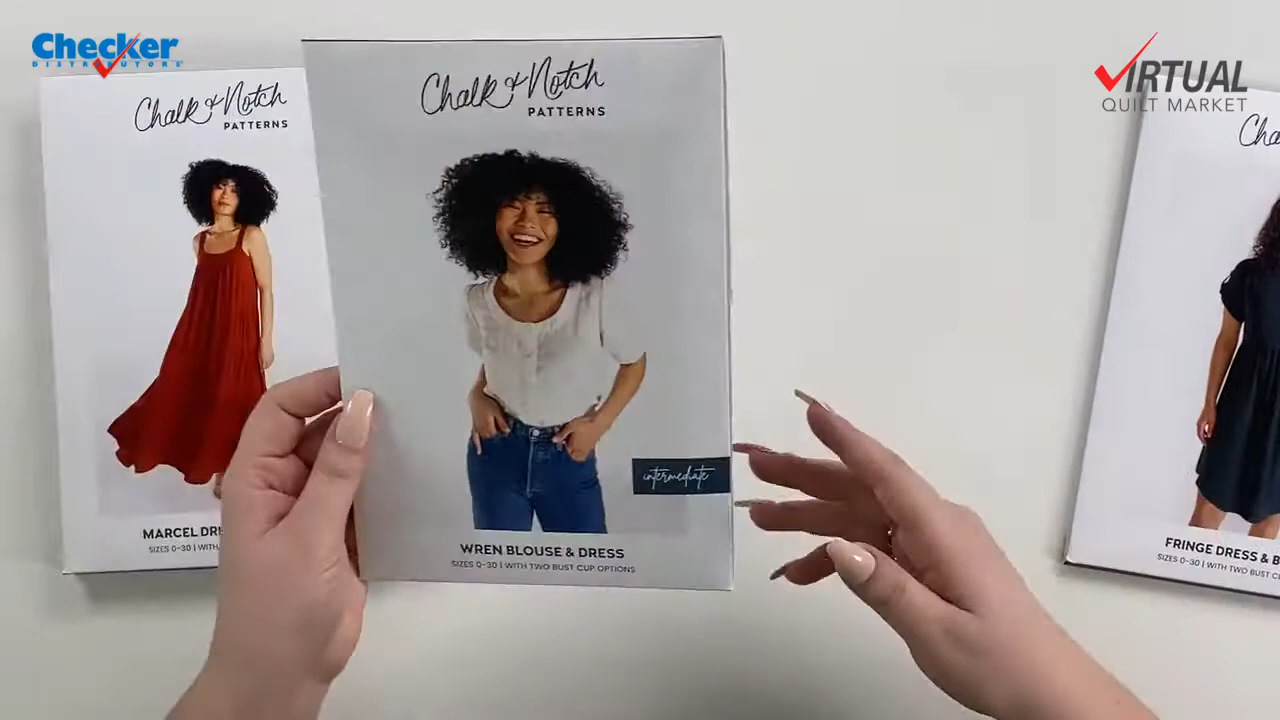 Checker
DISTRIBUTORS
VIRTUAL
QUILT MARKET
Chalk & Notch
PATTERNS
MARCEL
SIZES 0-30 | WITH
Chalk & Notch
PATTERNS
intermediate
WREN BLOUSE & DRESS
SIZES 0-30 | WITH TWO BUST CUP OPTIONS
FRINGE DRESS &
SIZES 0-30 | WITH TWO BUST